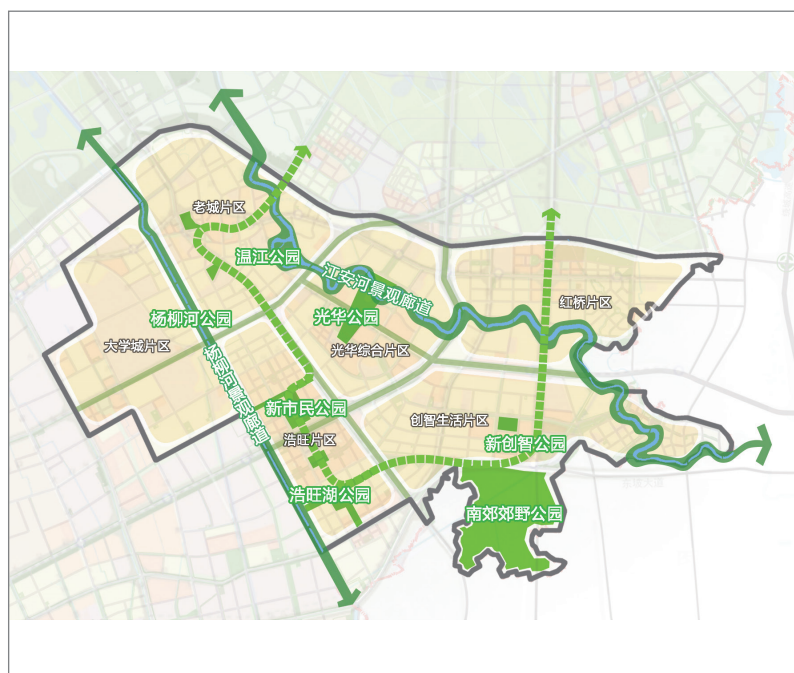 老城片区
温江公园
江安河景观廊道
红桥片区
杨柳河公园
光华公园
大学城片区
光华综合片区
杨柳河景观廊道
新市民公园
创智生活片区
浩旺片区
新创智公园
浩旺湖公园
南郊郊野公园